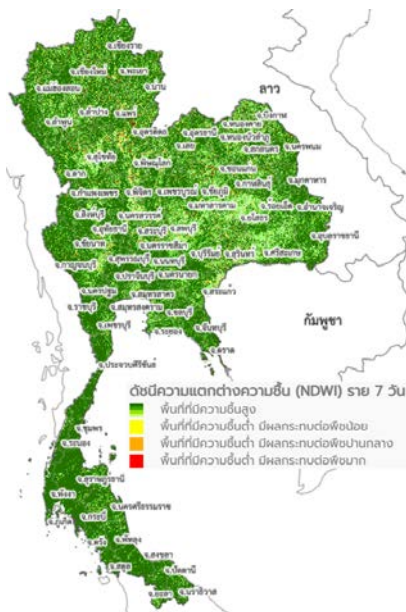 จ.เชียงราย
จ.เชียงใหม่
จ.พะเยา
จ.แม่ฮ่องสอน
จ.น่าน
ลาว
จ.ลำปาง
จ.แพร่
จ.ลำพูน
จ.อุตรดิตถ์
จ.อุดรธานี
จ.เลย
จ.บึงกาฬ
จ.หนองคาย
จ.หนองบัวลำภู
จ.สกลนคร
จ.นครพนม
จ.สุโขทัย
จ.พิษณุโลก
จ.ขอนแก่น
จ.ตาก
จ.กาฬสินธุ์
จ.มุกดาหาร
จ.กำแพงเพชร
จ.พิจิตร
จ.เพชรบูรณ์
จ.ชัยภูมิ
จ.มหาสารคาม
จ.ร้อยเอ็ด
จ.อำนาจเจริญ
จ.ยโสธร
จ.สิงห์บุรี
จ.นครสวรรค์
จ.อุทัยธานี
จ.สระบุรี
จ.ลพบุรี
จ.อุบลราชธานี
จ.ชัยนาท
จ.นครราชสีมา
จ.บุรีรัมย์
จ.สุรินทร์
จ.ศรีสะเกษ
จ.กาญจนบุรี
จ.สุพรรณบุรี
จ.นนทบุรี
จ.ปราจีนบุรี
จ.นครนายก
จ.นครปฐม
จ.สมุทรสาคร
จ.สระแก้ว
จ.ราชบุรี
จ.สมุทรสงคราม
จ.ชลบุรี
กัมพูชา
จ.เพชรบุรี
จ.ระยอง
จ.จันทบุรี
จ.ตราด
จ.ประจวบคีรีขันธ์
ดัชนีความแตกต่างความชื้น (NDWI) ราย 7 วัน
พื้นที่ที่มีความชื้นสูง
พื้นที่ที่มีความชื้นต่ำ มีผลกระทบต่อพืชน้อย
พื้นที่ที่มีความชื้นต่ำ มีผลกระทบต่อพืชปานกลาง
พื้นที่ที่มีความชื้นต่ำ มีผลกระทบต่อพืชมาก
จ.ชุมพร
จ.ระนอง
จ.สุราษฎร์ธานี
จ.พังงา
จ.นครศรีธรรมราช
จ.ภูเก็ต
จ.กระบี่
จ.ตรัง
จ.พัทลุง
จ.สงขลา
จ.สตูล
จ.ปัตตานี
จ.ยะลา
จ.นราธิวาส